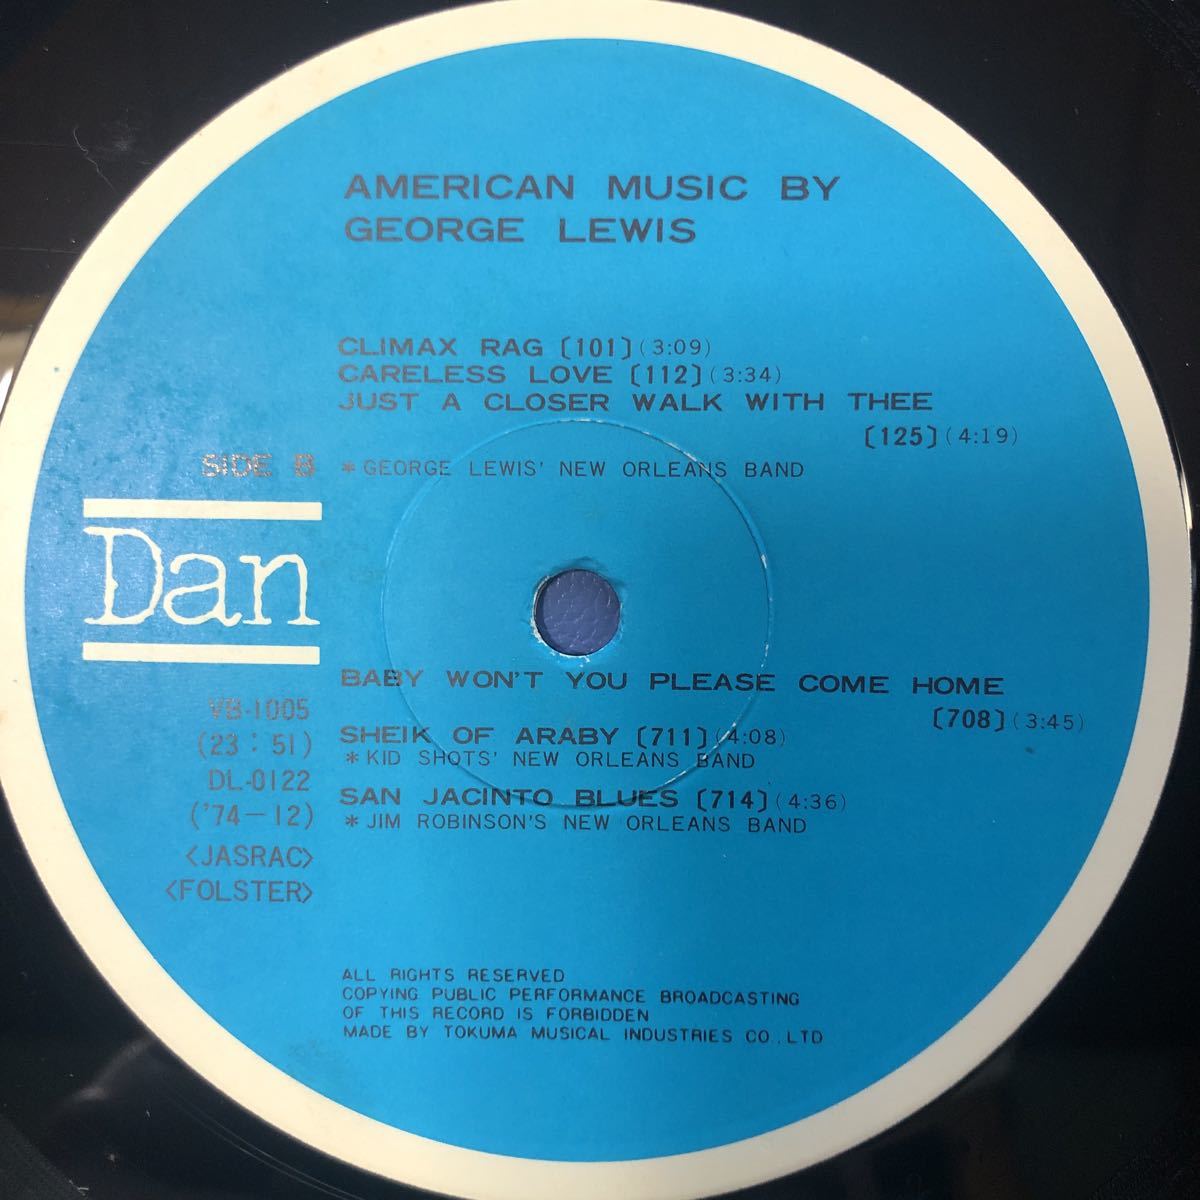 AMERICAN MUSIC BY
GEORGE LEWIS
CLIMAX RAG [101] (3:09)
CARELESS LOVE [112] (3:34)
JUST A CLOSER WALK WITH THEE
[125] (4:19)
SIDE B
* GEORGE LEWIS' NEW ORLEANS BAND
Dan
BABY WON'T YOU PLEASE COME HOME
[708] (3:45)
SHEIK OF ARABY [711] (4:08)
* KID SHOTS' NEW ORLEANS BAND
SAN JACINTO BLUES [714] (4:36)
* JIM ROBINSON'S NEW ORLEANS BAND
VB-1005
(23:51)
DL-0122
('74-12)
<JASRAC>
<FOLSTER>
ALL RIGHTS RESERVED
COPYING PUBLIC PERFORMANCE BROADCASTING
OF THIS RECORD IS FORBIDDEN
MADE BY TOKUMA MUSICAL INDUSTRIES CO., LTD